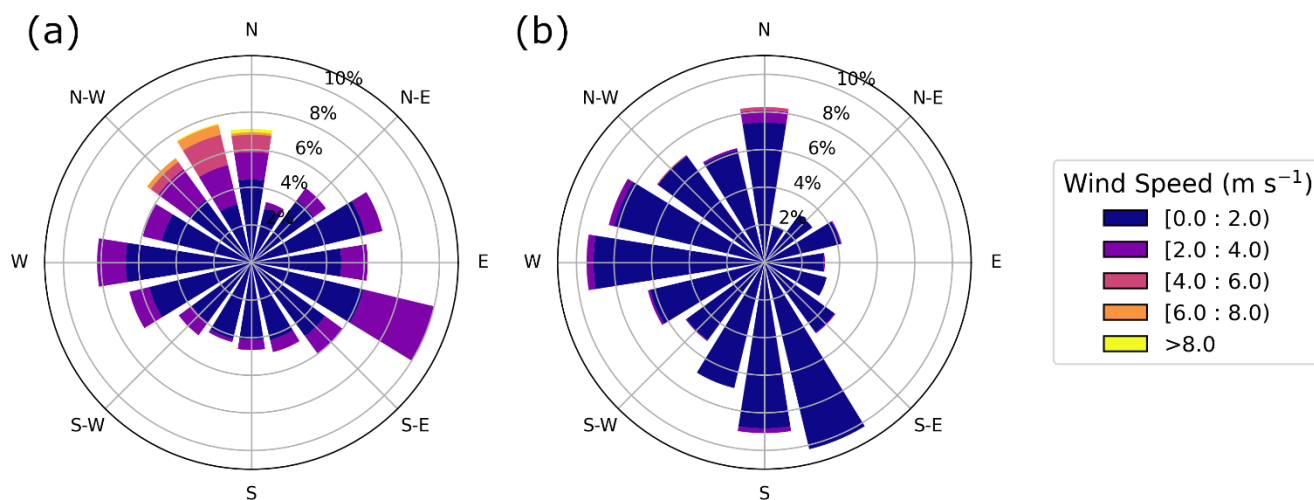 (a)
N
N-E
E
S-E
S
S-W
W
N-W
2%
4%
6%
8%
10%
(b)
N
N-E
E
S-E
S
S-W
W
N-W
2%
4%
6%
8%
10%
Wind Speed (m s⁻¹)
[0.0 : 2.0)
[2.0 : 4.0)
[4.0 : 6.0)
[6.0 : 8.0)
>8.0